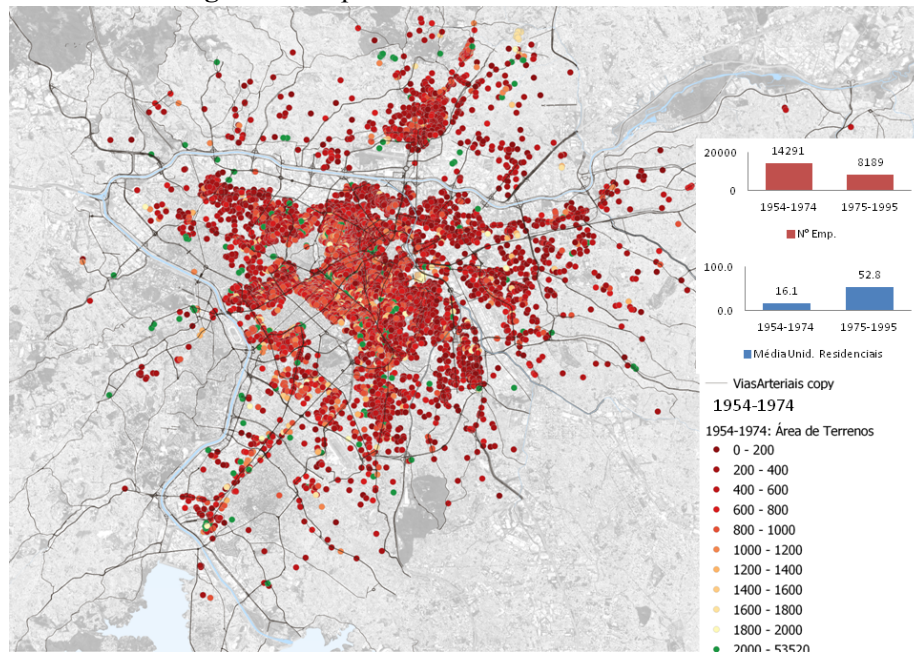 20000
14291
8189
0
1954-1974 1975-1995
Nº Emp.
100.0
52.8
16.1
0.0
1954-1974 1975-1995
Média Unid. Residenciais
ViasArteriais copy
1954-1974
1954-1974: Área de Terrenos
0 - 200
200 - 400
400 - 600
600 - 800
800 - 1000
1000 - 1200
1200 - 1400
1400 - 1600
1600 - 1800
1800 - 2000
2000 - 53520